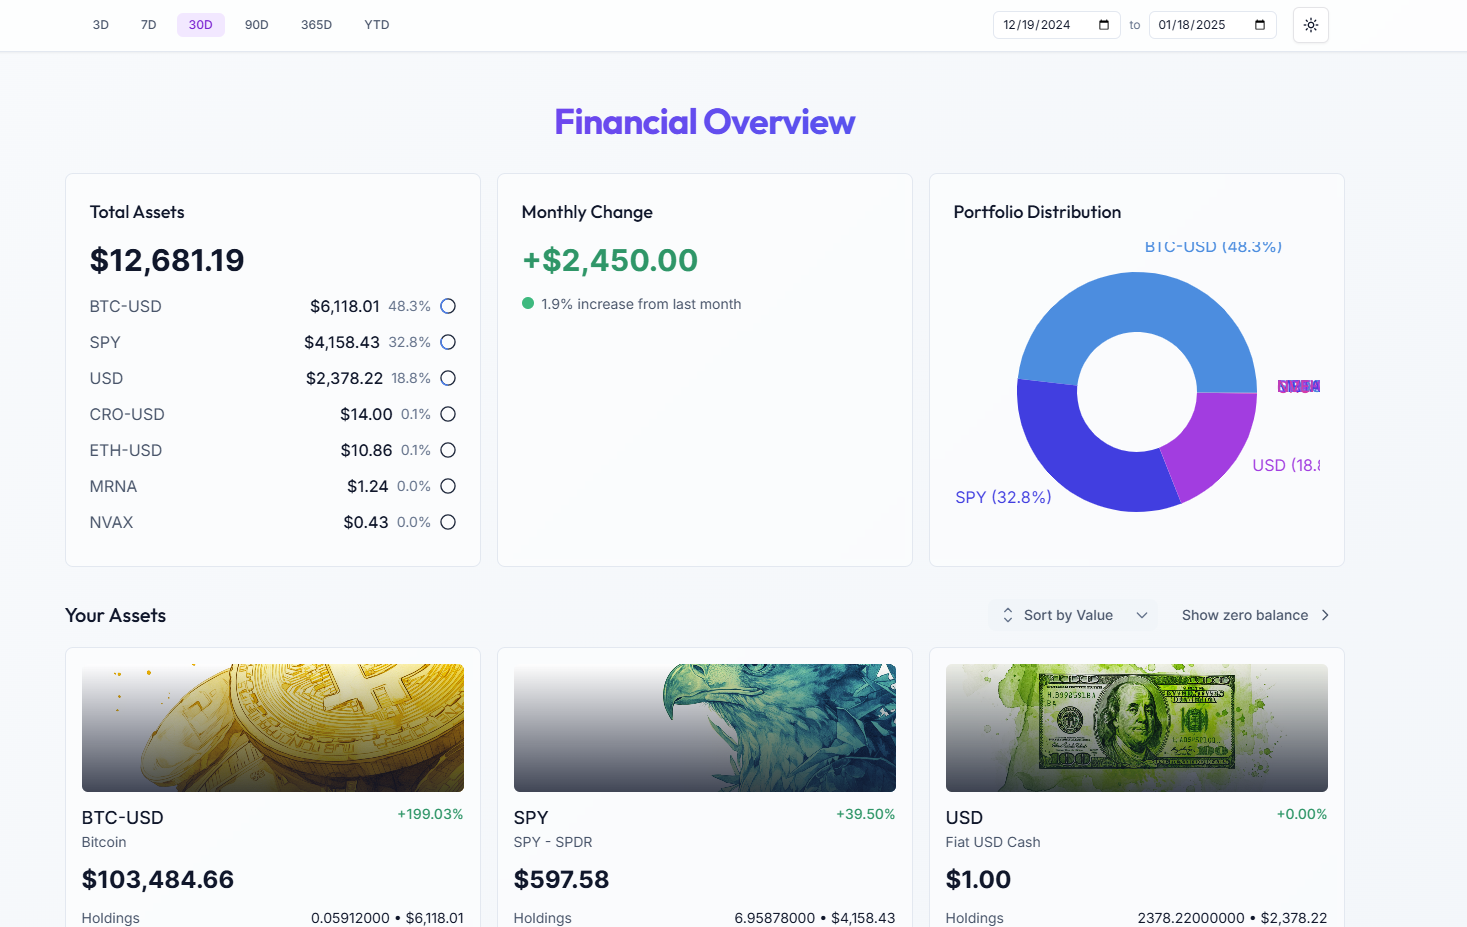 3D 7D 30D 90D 365D YTD 12/19/2024 to 01/18/2025
Financial Overview
Total Assets
$12,681.19
BTC-USD $6,118.01 48.3%
SPY $4,158.43 32.8%
USD $2,378.22 18.8%
CRO-USD $14.00 0.1%
ETH-USD $10.86 0.1%
MRNA $1.24 0.0%
NVAX $0.43 0.0%
Monthly Change
+$2,450.00
1.9% increase from last month
Portfolio Distribution
BTC-USD (48.3%)
USD (18.8
SPY (32.8%)
Your Assets
Sort by Value
Show zero balance
BTC-USD +199.03%
Bitcoin
$103,484.66
Holdings 0.05912000 • $6,118.01
SPY +39.50%
SPY - SPDR
$597.58
Holdings 6.95878000 • $4,158.43
100
USD +0.00%
Fiat USD Cash
$1.00
Holdings 2378.22000000 • $2,378.22